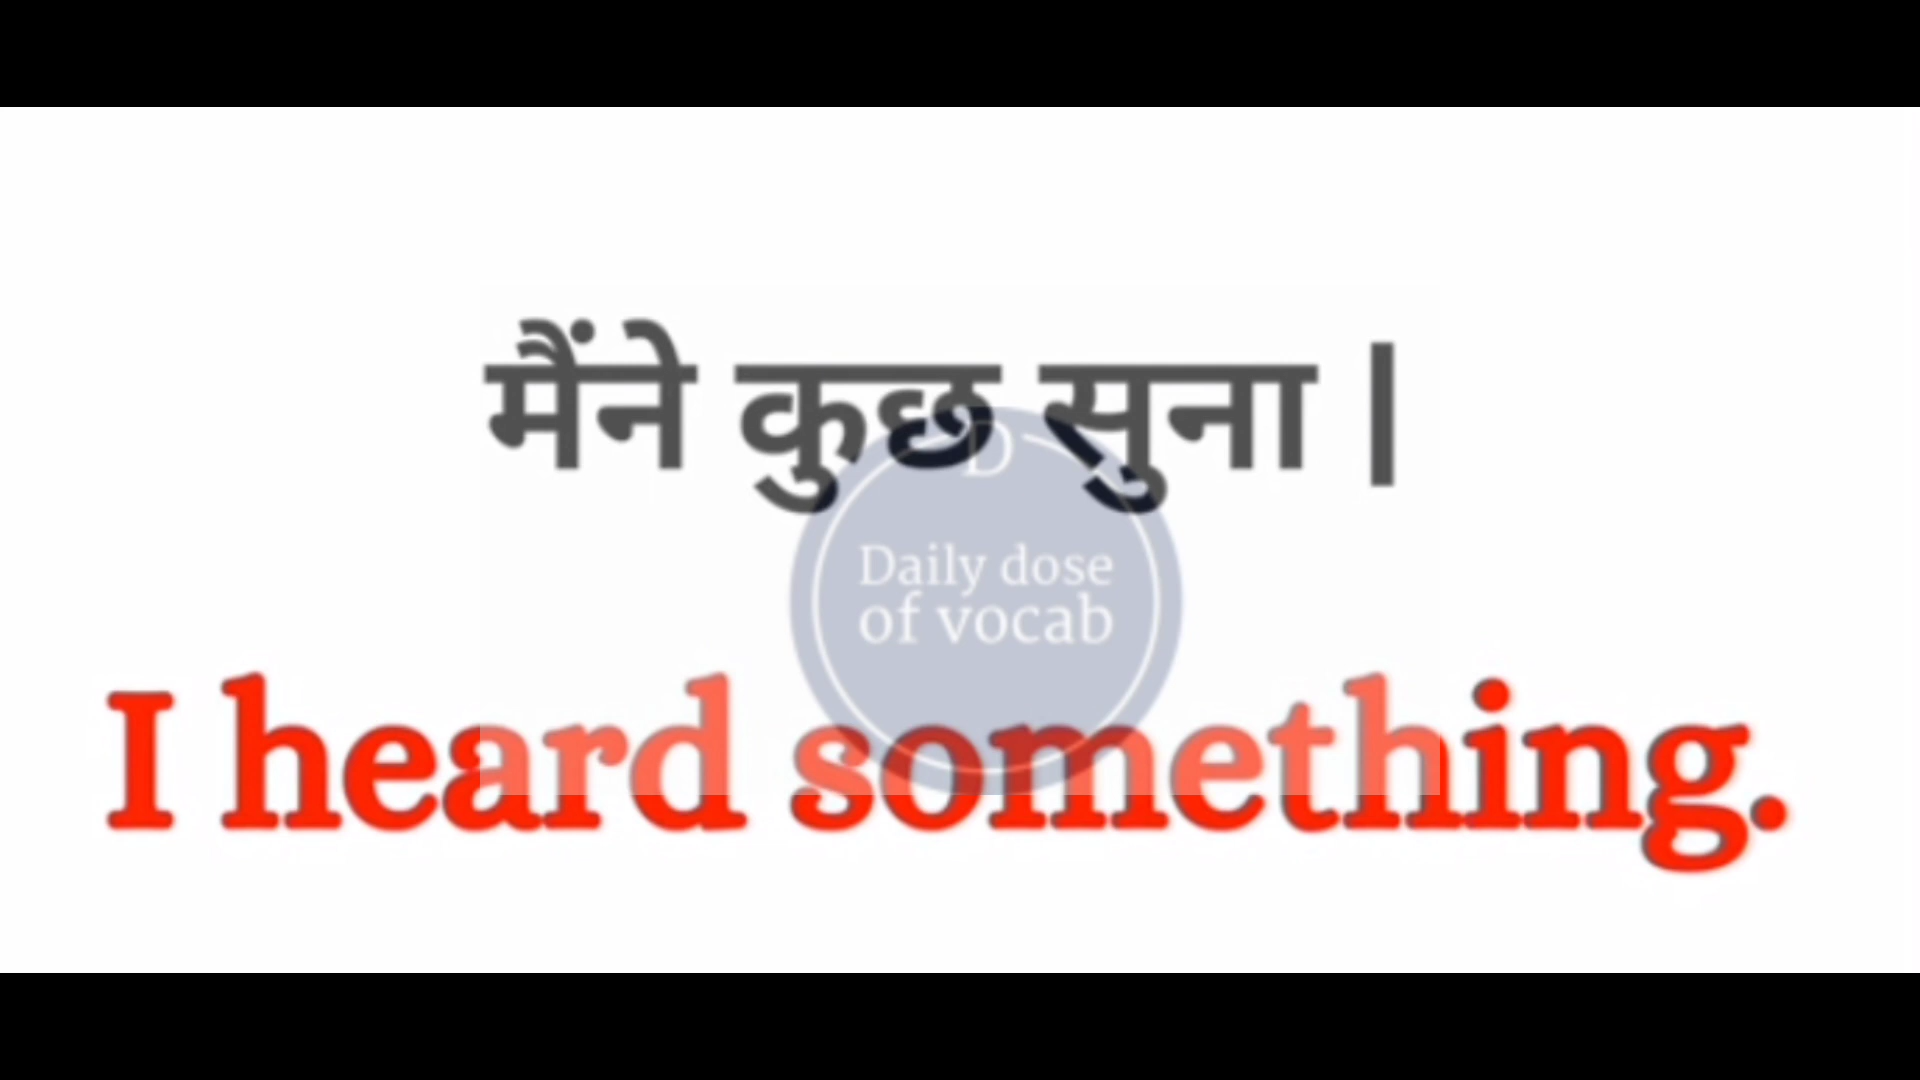 मैंने कुछ सुना |
D
Daily dose
of vocab
I heard something.